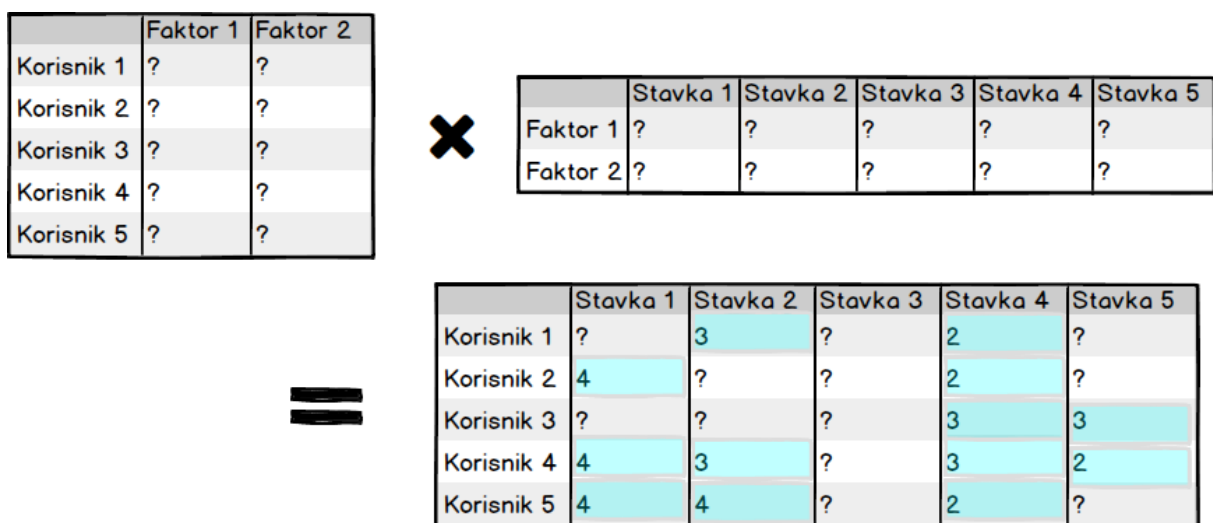 Faktor 1 Faktor 2
Korisnik 1 ? ?
Korisnik 2 ? ?
Korisnik 3 ? ?
Korisnik 4 ? ?
Korisnik 5 ? ?
Stavka 1 Stavka 2 Stavka 3 Stavka 4 Stavka 5
Faktor 1 ? ? ? ? ?
Faktor 2 ? ? ? ? ?
Stavka 1 Stavka 2 Stavka 3 Stavka 4 Stavka 5
Korisnik 1 ? 3 ? 2 ?
Korisnik 2 4 ? ? 2 ?
Korisnik 3 ? ? ? 3 3
Korisnik 4 4 3 ? 3 2
Korisnik 5 4 4 ? 2 ?